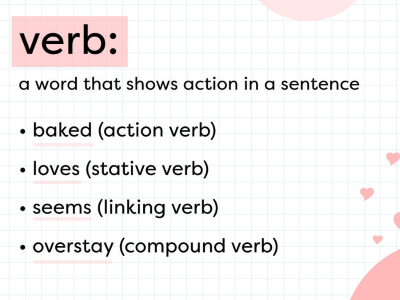 verb:
a word that shows action in a sentence
• baked (action verb)
• loves (stative verb)
• seems (linking verb)
• overstay (compound verb)